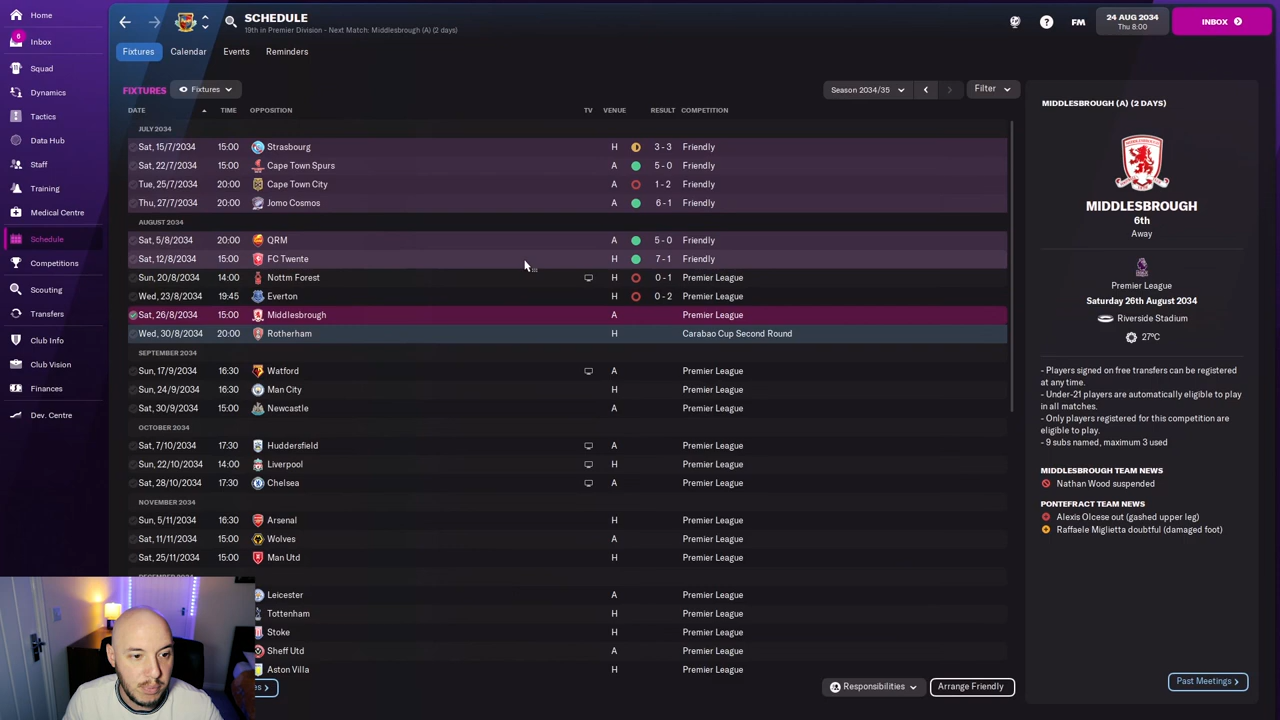 Home
SCHEDULE
19th in Premier Division - Next Match: Middlesbrough (A) (2 days)
FM
24 AUG 2034
Thu 8:00
INBOX
6
Inbox
Squad
Dynamics
Tactics
Data Hub
Staff
Training
Medical Centre
Schedule
Competitions
Scouting
Transfers
Club Info
Club Vision
Finances
Dev. Centre
Fixtures
Calendar
Events
Reminders
FIXTURES
Fixtures
Season 2034/35
Filter
DATE TIME OPPOSITION TV VENUE RESULT COMPETITION
JULY 2034
Sat, 15/7/2034 15:00 Strasbourg H 3 - 3 Friendly
Sat, 22/7/2034 15:00 Cape Town Spurs A 5 - 0 Friendly
Tue, 25/7/2034 20:00 Cape Town City A 1 - 2 Friendly
Thu, 27/7/2034 20:00 Jomo Cosmos A 6 - 1 Friendly
AUGUST 2034
Sat, 5/8/2034 20:00 QRM A 5 - 0 Friendly
Sat, 12/8/2034 15:00 FC Twente H 7 - 1 Friendly
Sun, 20/8/2034 14:00 Nottm Forest H 0 - 1 Premier League
Wed, 23/8/2034 19:45 Everton H 0 - 2 Premier League
Sat, 26/8/2034 15:00 Middlesbrough A Premier League
Wed, 30/8/2034 20:00 Rotherham H Carabao Cup Second Round
SEPTEMBER 2034
Sun, 17/9/2034 16:30 Watford A Premier League
Sun, 24/9/2034 16:30 Man City A Premier League
Sat, 30/9/2034 15:00 Newcastle A Premier League
OCTOBER 2034
Sat, 7/10/2034 17:30 Huddersfield A Premier League
Sun, 22/10/2034 14:00 Liverpool H Premier League
Sat, 28/10/2034 17:30 Chelsea A Premier League
NOVEMBER 2034
Sun, 5/11/2034 16:30 Arsenal H Premier League
Sat, 11/11/2034 15:00 Wolves A Premier League
Sat, 25/11/2034 15:00 Man Utd H Premier League
Leicester A Premier League
Tottenham H Premier League
Stoke H Premier League
Sheff Utd A Premier League
Aston Villa H Premier League
Responsibilities
Arrange Friendly
MIDDLESBROUGH (A) (2 DAYS)
MIDDLESBROUGH
6th
Away
Premier League
Saturday 26th August 2034
Riverside Stadium
27°C
- Players signed on free transfers can be registered
at any time.
- Under-21 players are automatically eligible to play
in all matches.
- Only players registered for this competition are
eligible to play.
- 9 subs named, maximum 3 used
MIDDLESBROUGH TEAM NEWS
Nathan Wood suspended
PONTEFRACT TEAM NEWS
Alexis Olcese out (gashed upper leg)
Raffaele Miglietta doubtful (damaged foot)
Past Meetings